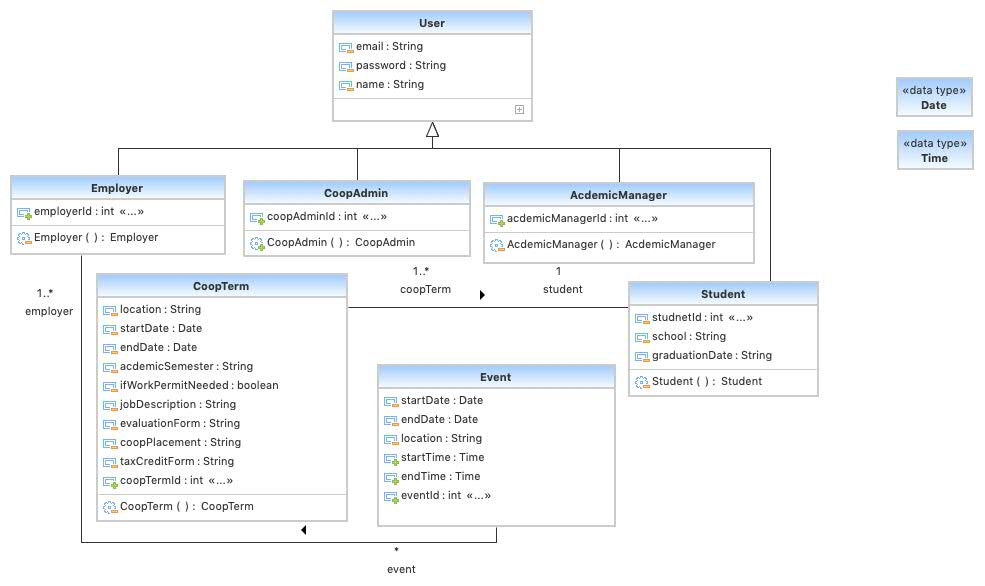 User
email : String
password : String
name : String
«data type»
Date
«data type»
Time
Employer
employerId : int «...»
Employer ( ) : Employer
CoopAdmin
coopAdminId : int «...»
CoopAdmin ( ) : CoopAdmin
AcdemicManager
acdemicManagerId : int «...»
AcdemicManager ( ) : AcdemicManager
1..*
employer
1..*
coopTerm
1
student
CoopTerm
location : String
startDate : Date
endDate : Date
acdemicSemester : String
ifWorkPermitNeeded : boolean
jobDescription : String
evaluationForm : String
coopPlacement : String
taxCreditForm : String
coopTermId : int «...»
CoopTerm ( ) : CoopTerm
Student
studnetId : int «...»
school : String
graduationDate : String
Student ( ) : Student
Event
startDate : Date
endDate : Date
location : String
startTime : Time
endTime : Time
eventId : int «...»
*
event